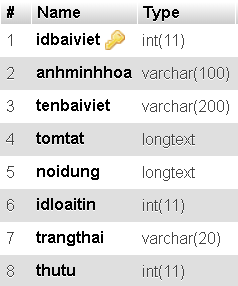 # Name Type
1 idbaiviet int(11)
2 anhminhhoa varchar(100)
3 tenbaiviet varchar(200)
4 tomtat longtext
5 noidung longtext
6 idloaitin int(11)
7 trangthai varchar(20)
8 thutu int(11)